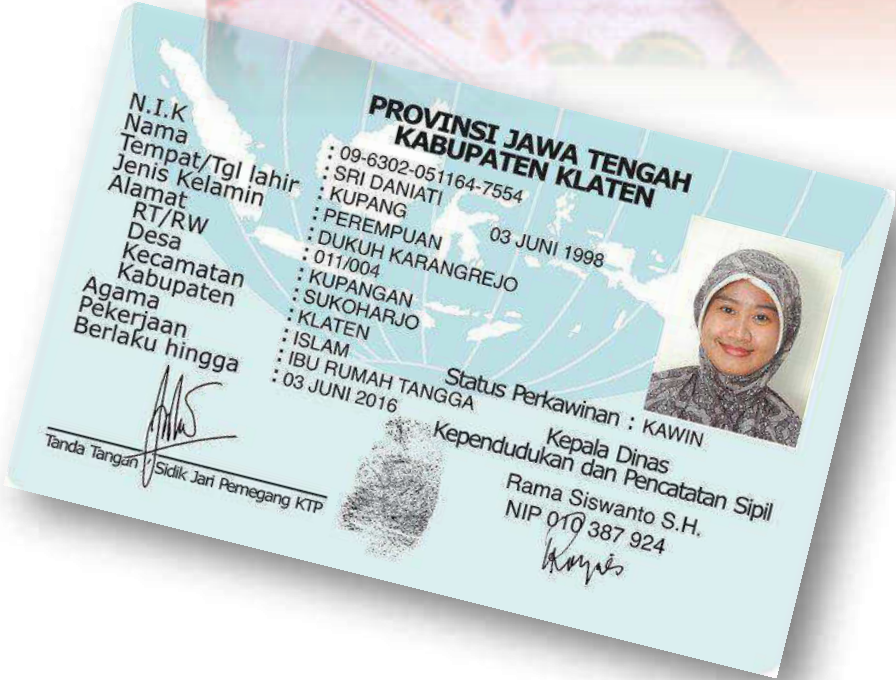 PROVINSI JAWA TENGAH
KABUPATEN KLATEN
N.I.K : 09-6302-051164-7554
Nama : SRI DANIATI
Tempat/Tgl lahir : KUPANG 03 JUNI 1998
Jenis Kelamin : PEREMPUAN
Alamat : DUKUH KARANGREJO
RT/RW : 011/004
Desa : KUPANGAN
Kecamatan : SUKOHARJO
Kabupaten : KLATEN
Agama : ISLAM
Pekerjaan : IBU RUMAH TANGGA
Berlaku hingga : 03 JUNI 2016
Status Perkawinan : KAWIN
Kepala Dinas
Kependudukan dan Pencatatan Sipil
Rama Siswanto S.H.
NIP 010 387 924
Tanda Tangan / Sidik Jari Pemegang KTP